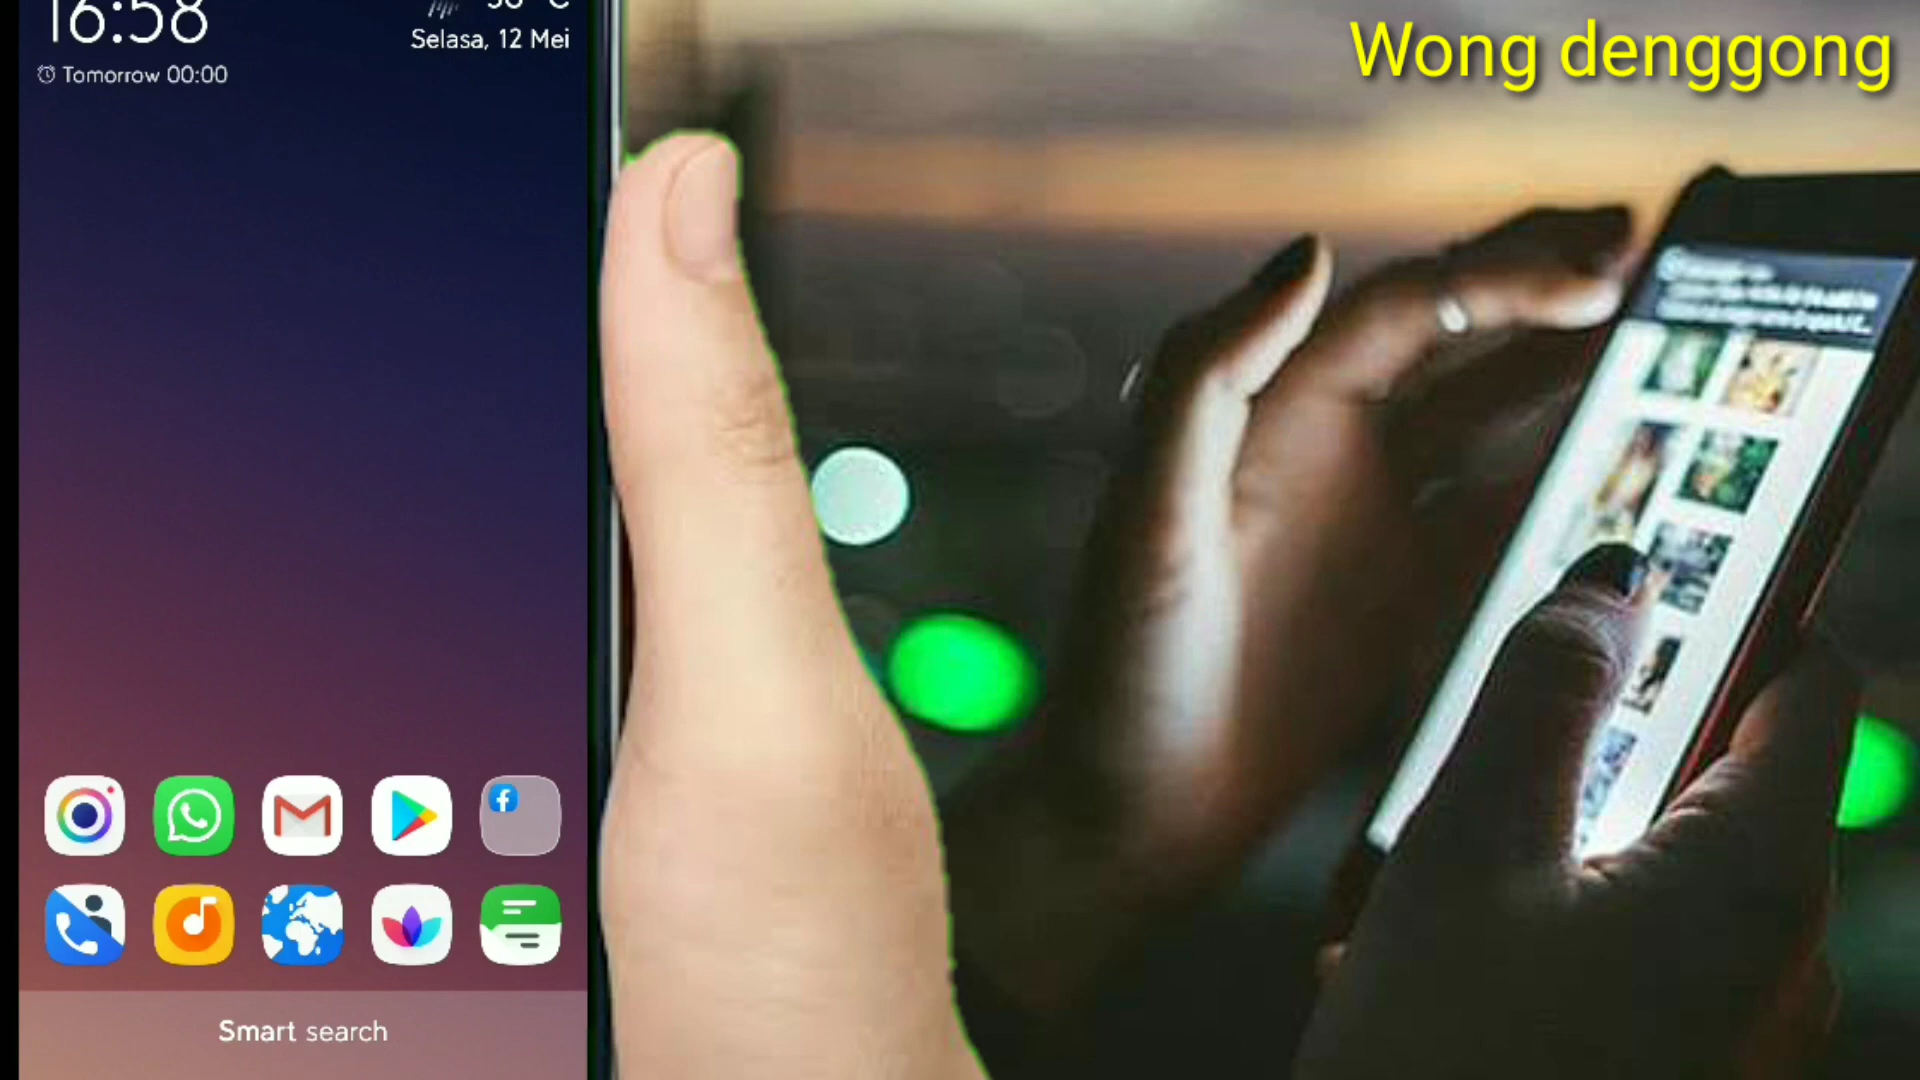 16:58
Selasa, 12 Mei
Tomorrow 00:00
Wong denggong
Smart search